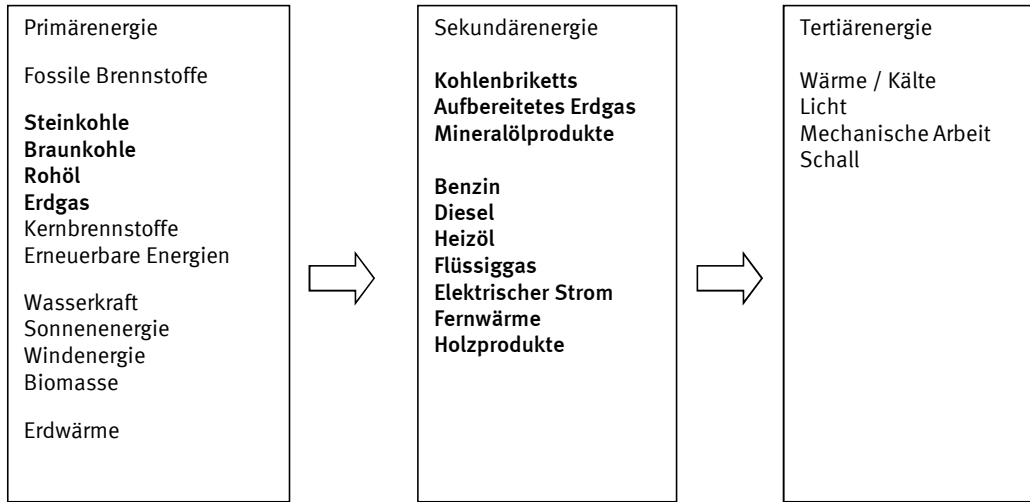 Primärenergie
Fossile Brennstoffe
Steinkohle
Braunkohle
Rohöl
Erdgas
Kernbrennstoffe
Erneuerbare Energien
Wasserkraft
Sonnenenergie
Windenergie
Biomasse
Erdwärme
Sekundärenergie
Kohlenbriketts
Aufbereitetes Erdgas
Mineralölprodukte
Benzin
Diesel
Heizöl
Flüssiggas
Elektrischer Strom
Fernwärme
Holzprodukte
Tertiärenergie
Wärme / Kälte
Licht
Mechanische Arbeit
Schall